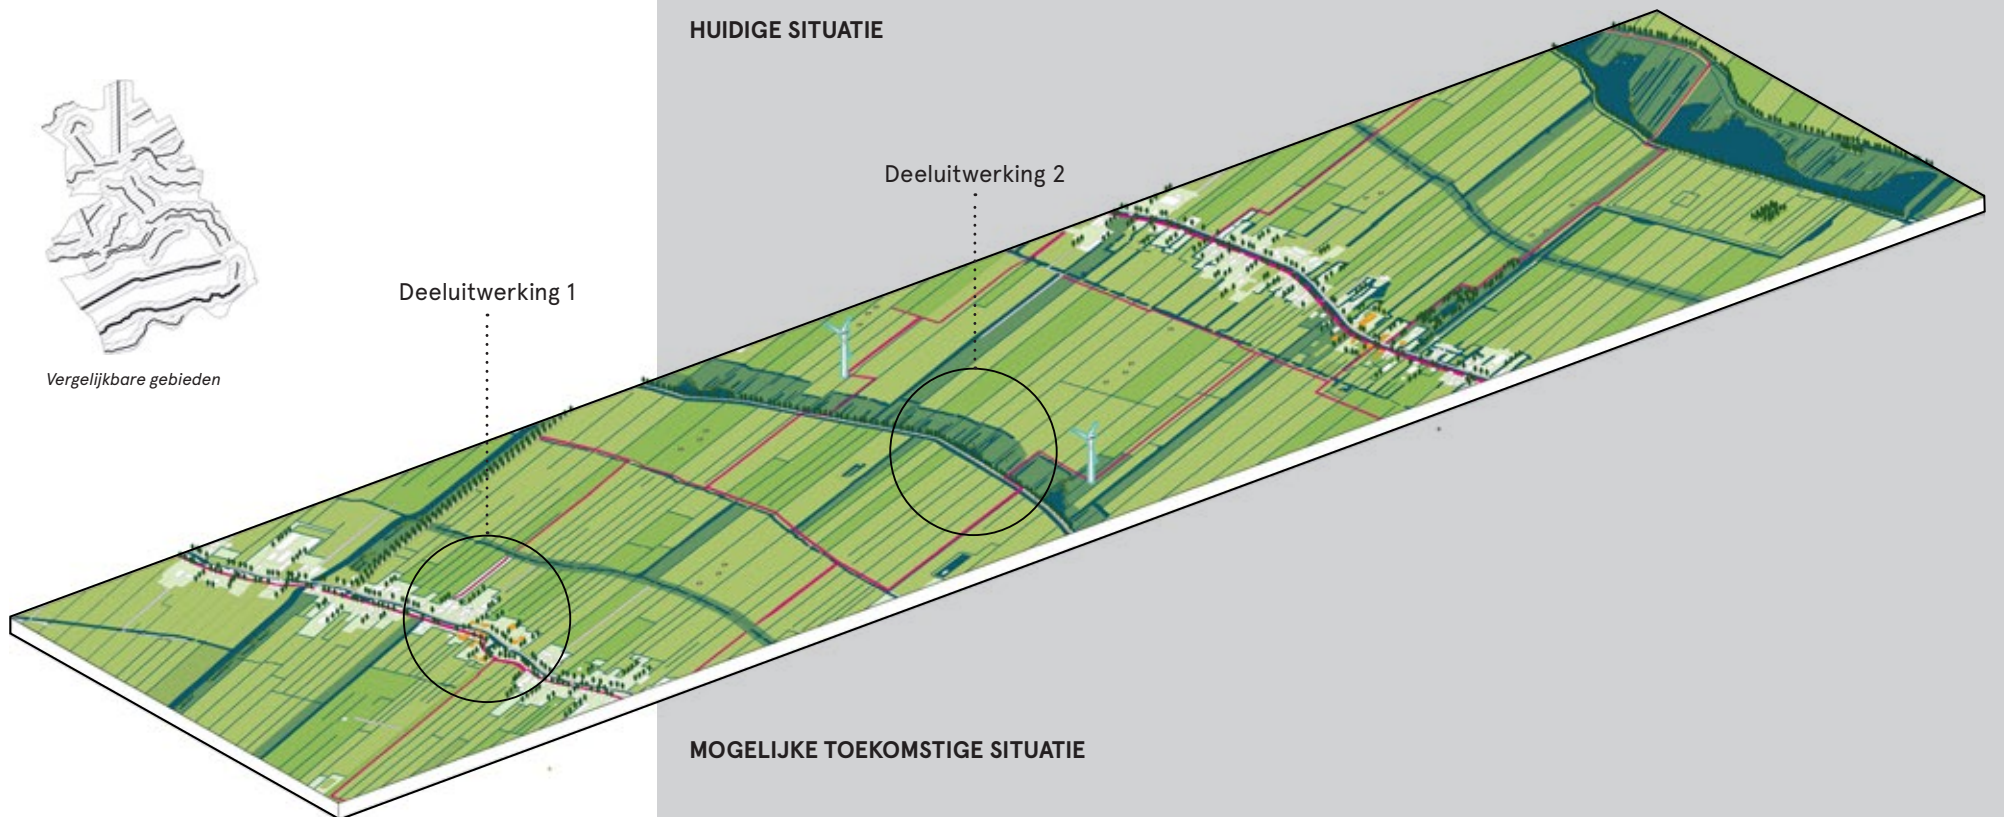 HUIDIGE SITUATIE
Deeluitwerking 2
Deeluitwerking 1
Vergelijkbare gebieden
MOGELIJKE TOEKOMSTIGE SITUATIE